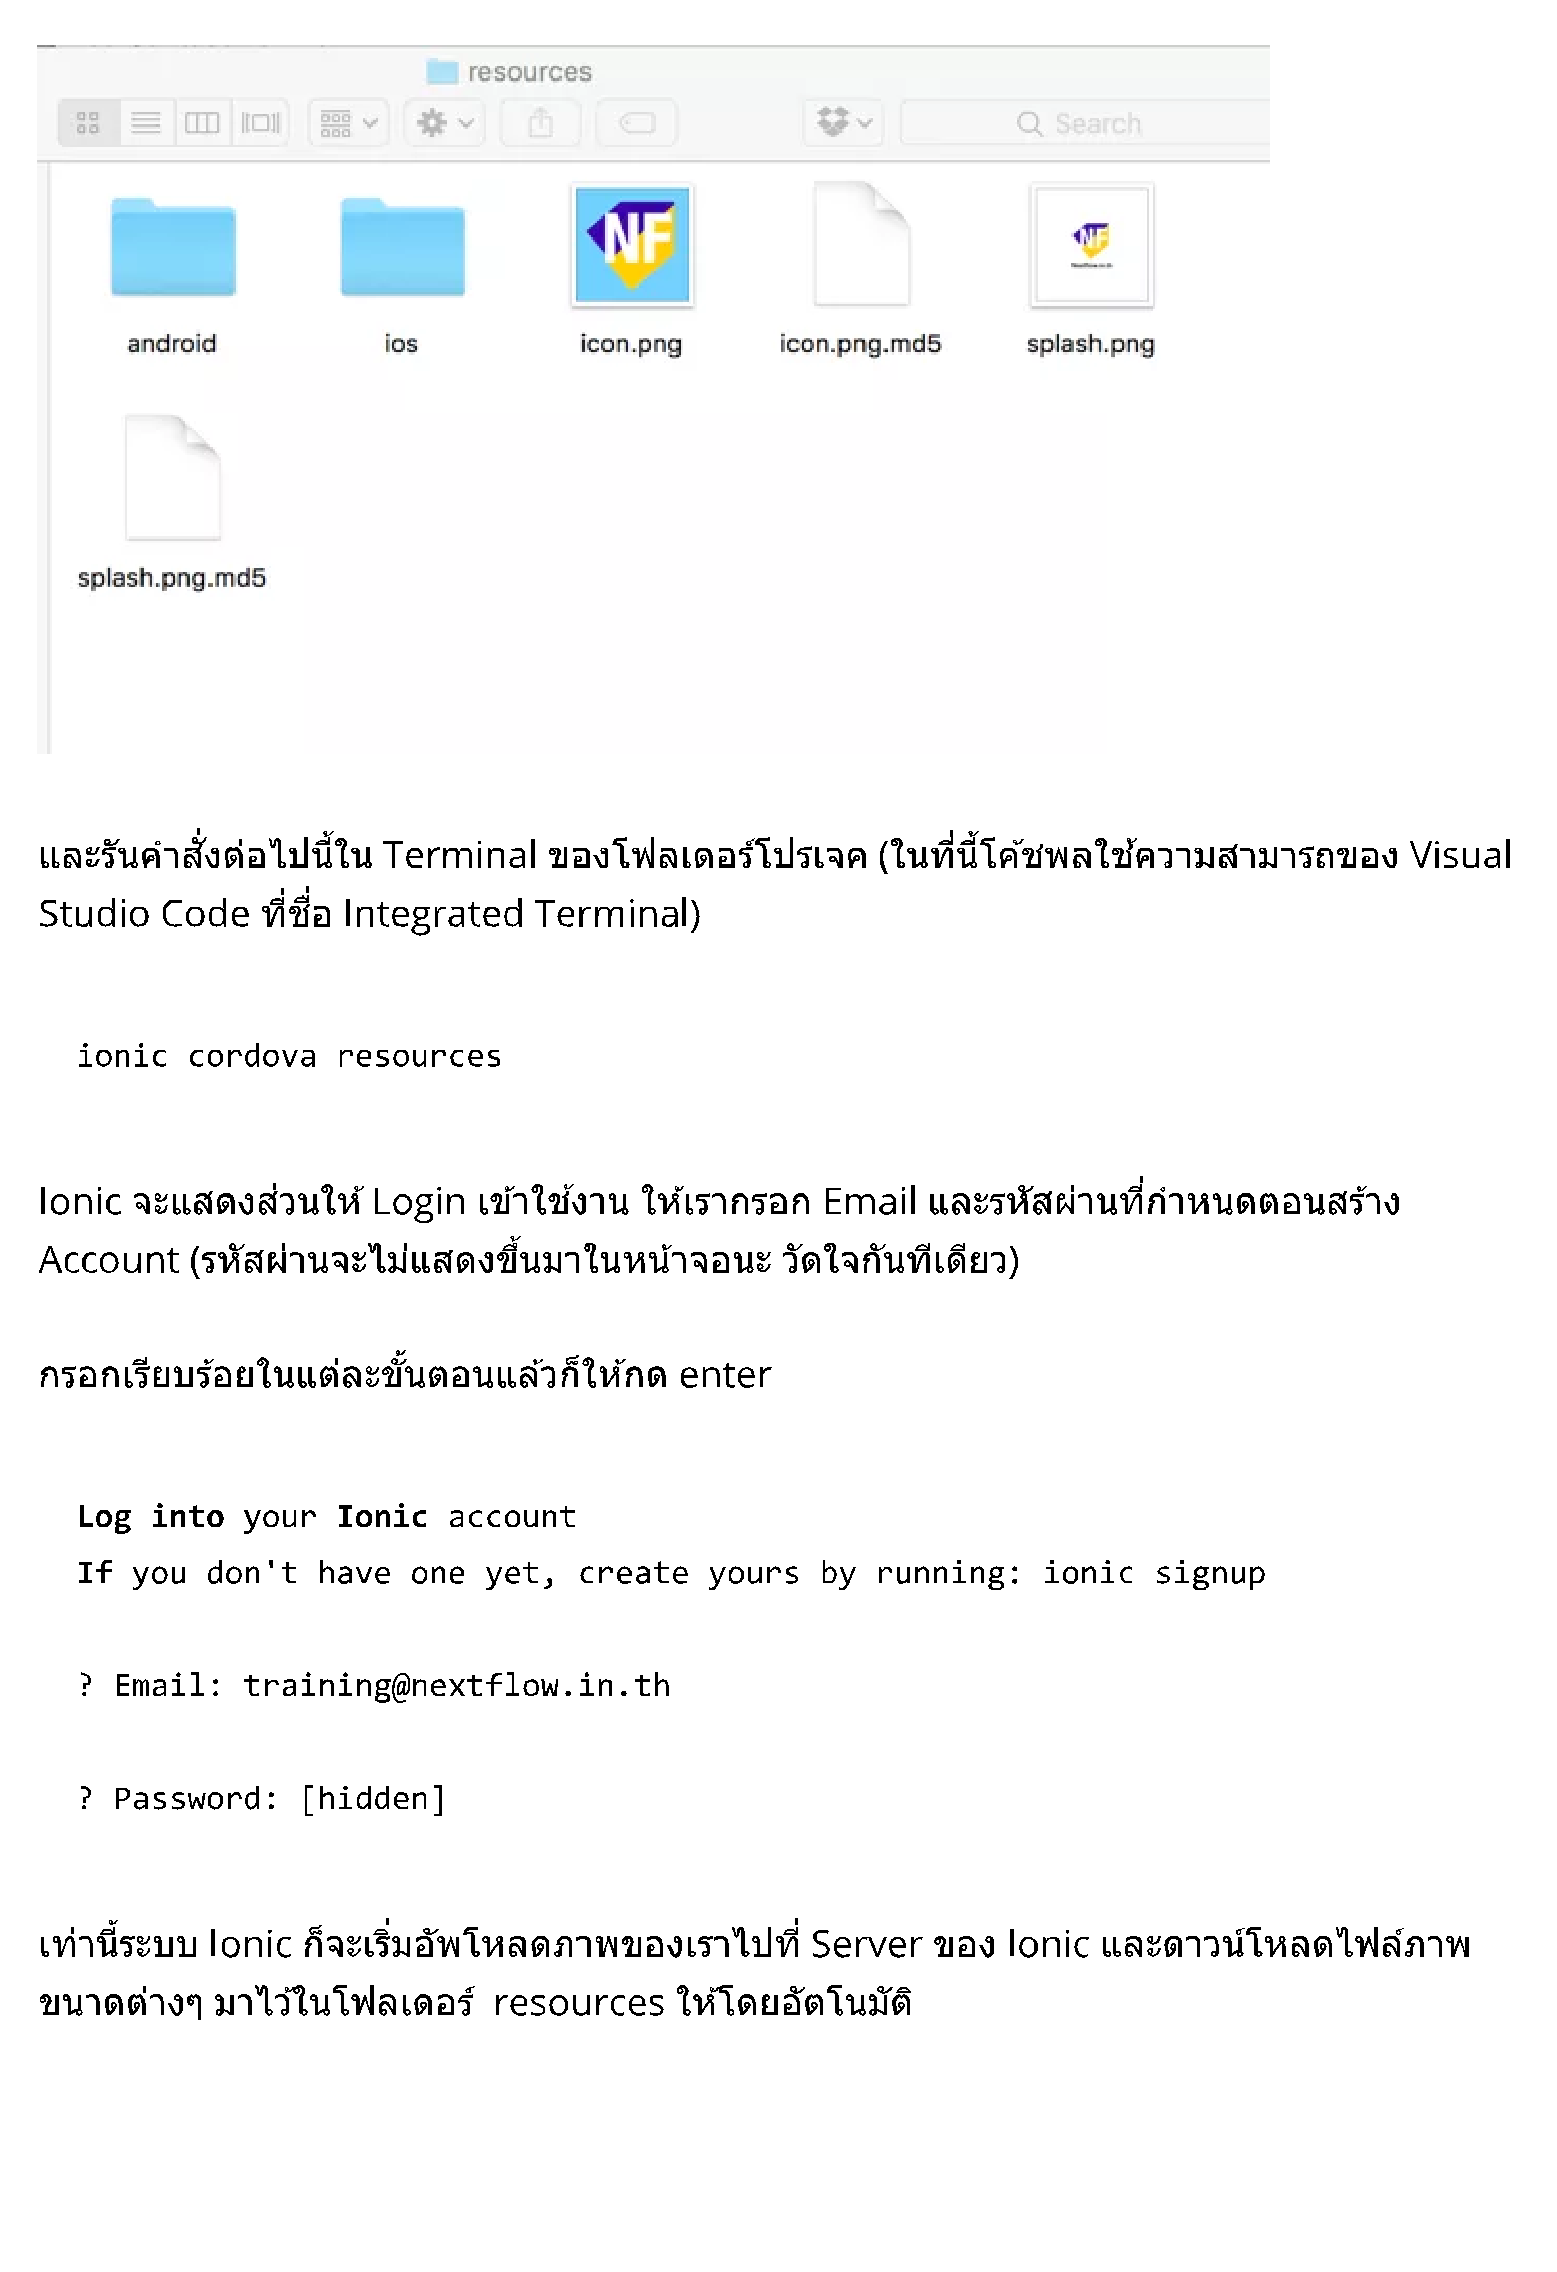 resources
Search
android
ios
icon.png
icon.png.md5
splash.png
NF
NF
splash.png.md5
และรันคำสั่งต่อไปนี้ใน Terminal ของโฟลเดอร์โปรเจค (ในที่นี้โค้ชพลใช้ความสามารถของ Visual
Studio Code ที่ชื่อ Integrated Terminal)
ionic cordova resources
Ionic จะแสดงส่วนให้ Login เข้าใช้งาน ให้เรากรอก Email และรหัสผ่านที่กำหนดตอนสร้าง
Account (รหัสผ่านจะไม่แสดงขึ้นมาในหน้าจอนะ วัดใจกันทีเดียว)
กรอกเรียบร้อยในแต่ละขั้นตอนแล้วก็ให้กด enter
Log into your Ionic account
If you don't have one yet, create yours by running: ionic signup
? Email: training@nextflow.in.th
? Password: [hidden]
เท่านี้ระบบ Ionic ก็จะเริ่มอัพโหลดภาพของเราไปที่ Server ของ Ionic และดาวน์โหลดไฟล์ภาพ
ขนาดต่างๆ มาไว้ในโฟลเดอร์ resources ให้โดยอัตโนมัติ